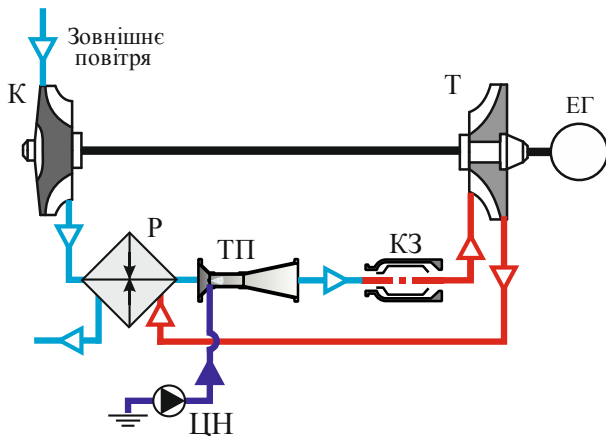 Зовнішнє
повітря
К
Т
ЕГ
Р
ТП
КЗ
ЦН